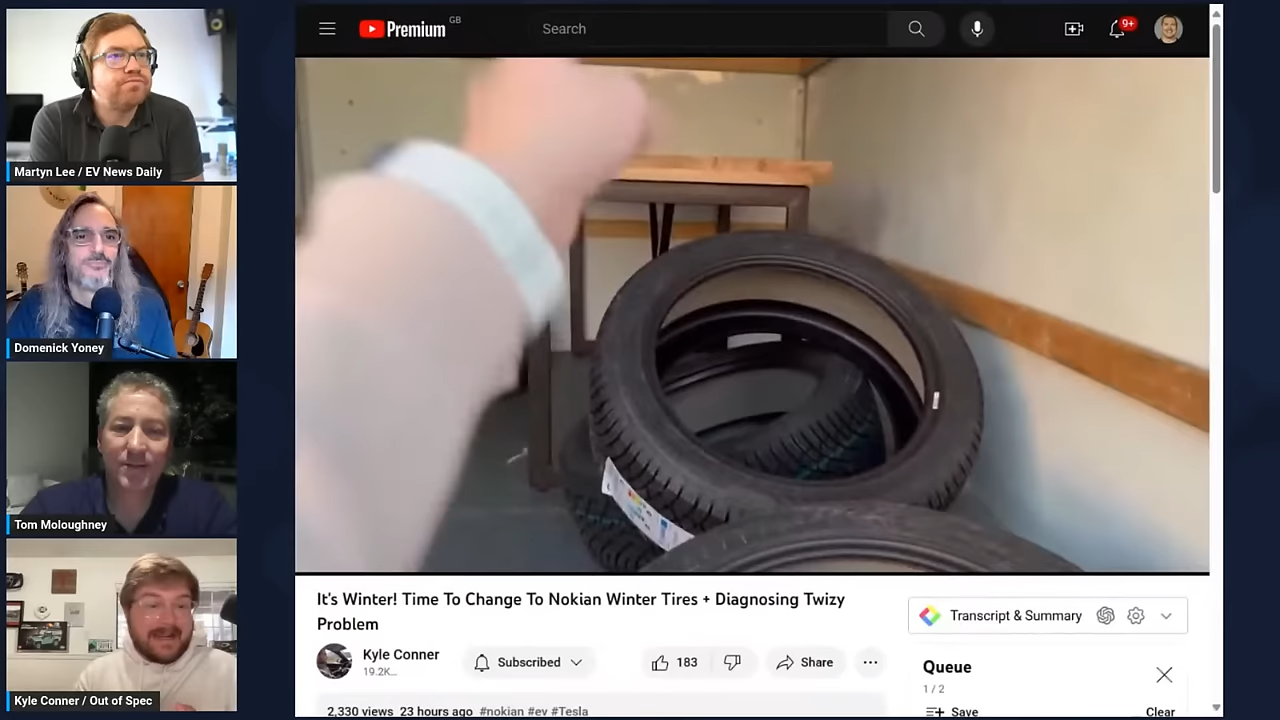 Martyn Lee / EV News Daily
Domenick Yoney
Tom Moloughney
Kyle Conner / Out of Spec
Premium GB
Search
9+
It's Winter! Time To Change To Nokian Winter Tires + Diagnosing Twizy
Problem
Kyle Conner
19.2K...
Subscribed
183
Share
2,330 views 23 hours ago #nokian #ev #Tesla
Transcript & Summary
Queue
1 / 2
Save
Clear